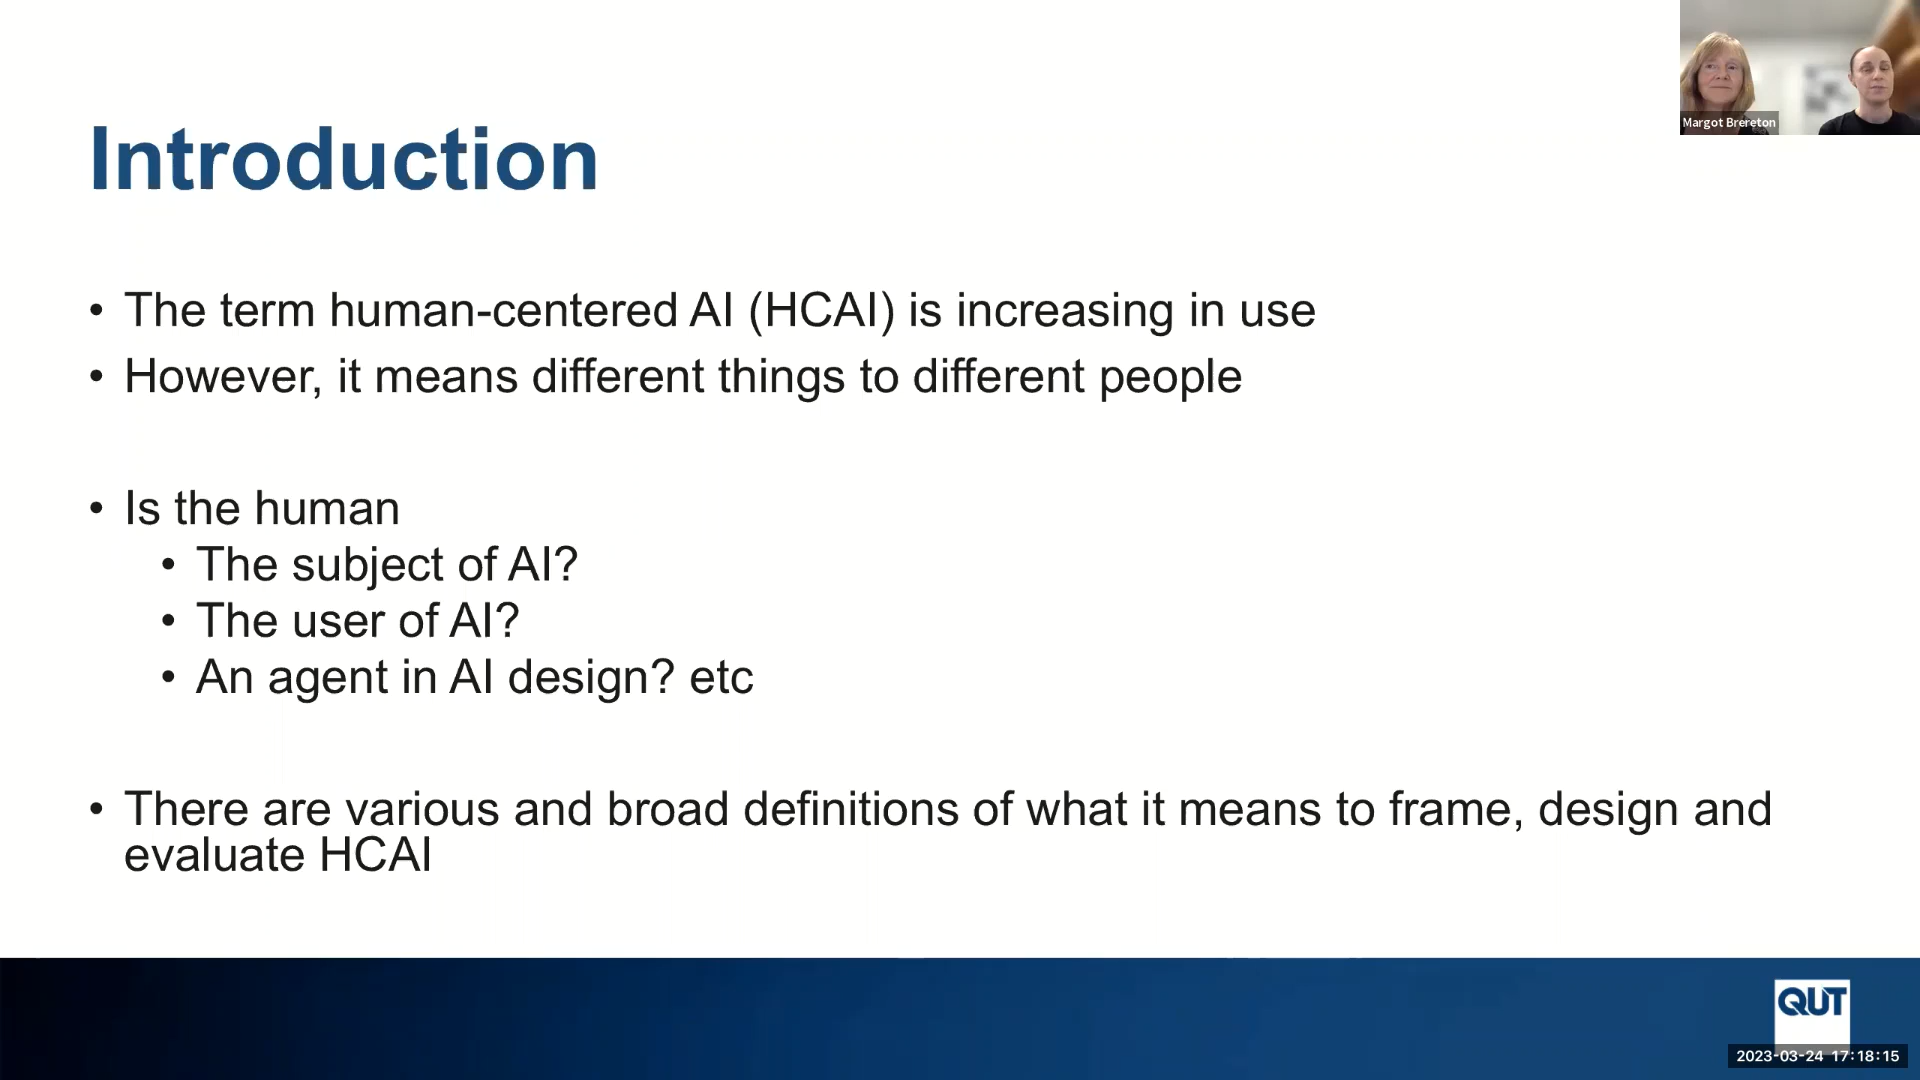 Margot Brereton
Introduction
• The term human-centered AI (HCAI) is increasing in use
• However, it means different things to different people
• Is the human
• The subject of AI?
• The user of AI?
• An agent in AI design? etc
• There are various and broad definitions of what it means to frame, design and
evaluate HCAI
QUT
2023-03-24 17:18:15